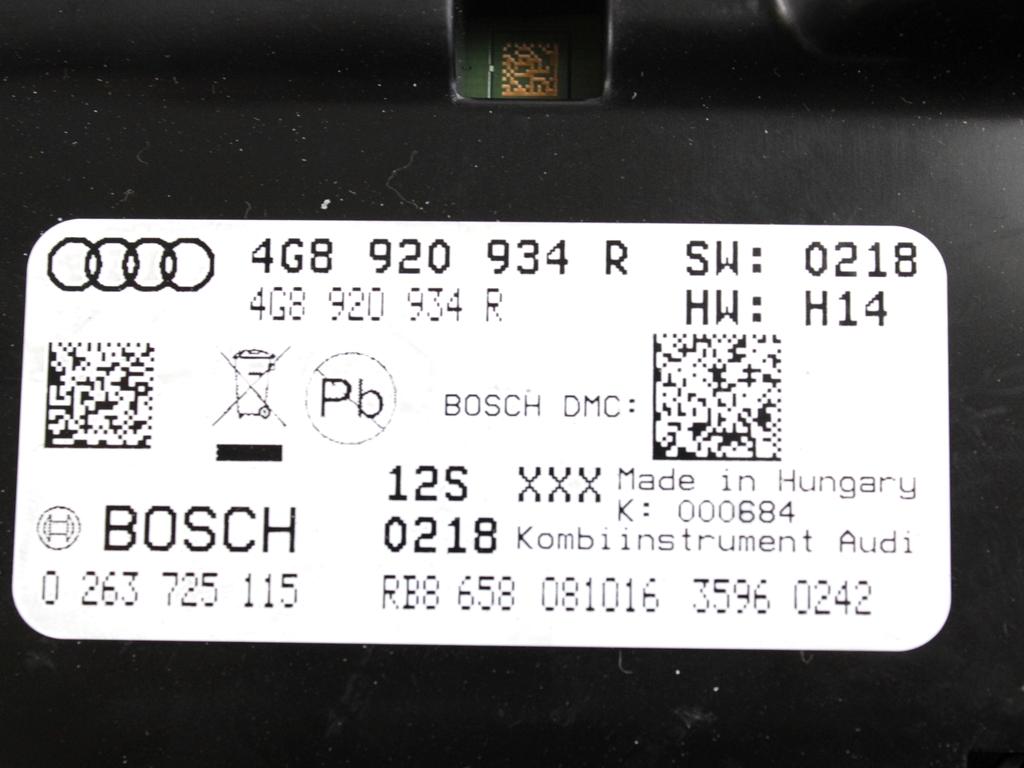 4G8 920 934 R SW: 0218
4G8 920 934 R HW: H14
Pb
BOSCH DMC:
12S XXX Made in Hungary
K: 000684
BOSCH 0218 Kombiinstrument Audi
0 263 725 115 RB8 658 081016 3596 0242